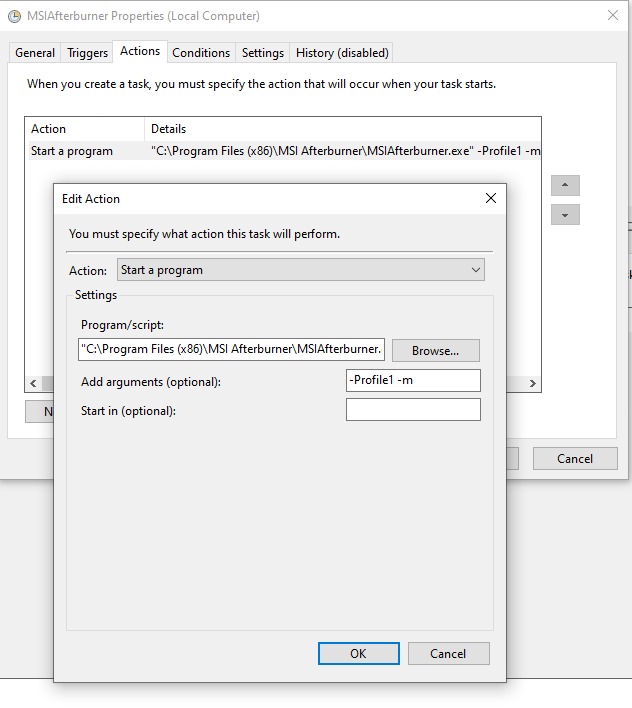 MSIAfterburner Properties (Local Computer)
General Triggers Actions Conditions Settings History (disabled)
When you create a task, you must specify the action that will occur when your task starts.
Action Details
Start a program "C:\Program Files (x86)\MSI Afterburner\MSIAfterburner.exe" -Profile1 -m
Edit Action
You must specify what action this task will perform.
Action: Start a program
Settings
Program/script:
"C:\Program Files (x86)\MSI Afterburner\MSIAfterburner. Browse...
Add arguments (optional): -Profile1 -m
Start in (optional):
N
Cancel
OK Cancel